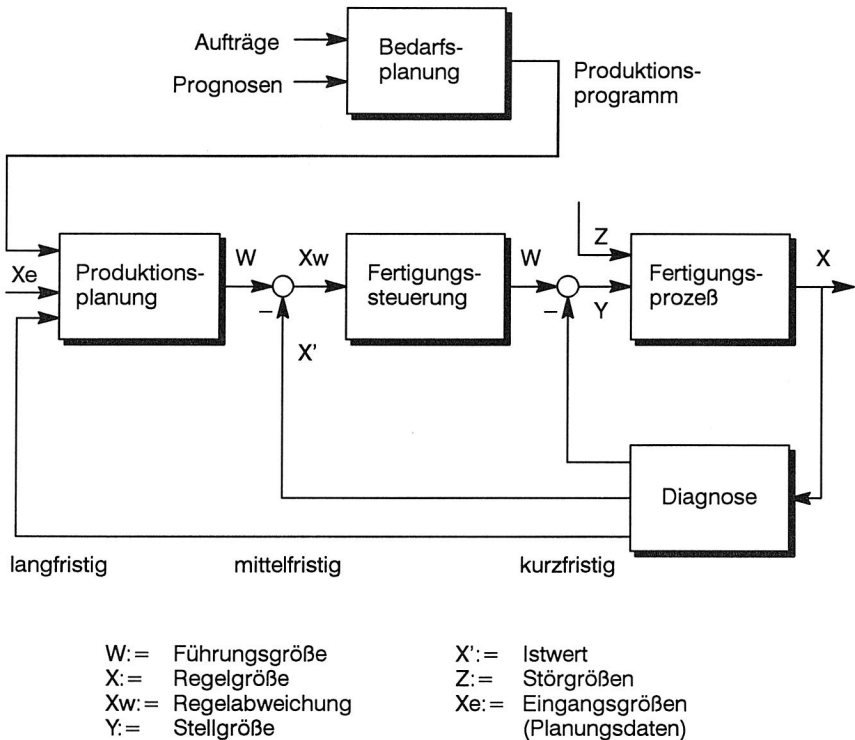 Aufträge
Prognosen
Bedarfs-
planung
Produktions-
programm
Xe
Produktions-
planung
W
Xw
–
X'
Fertigungs-
steuerung
W
–
Z
Y
Fertigungs-
prozeß
X
Diagnose
langfristig
mittelfristig
kurzfristig
W:= Führungsgröße
X:= Regelgröße
Xw:= Regelabweichung
Y:= Stellgröße
X':= Istwert
Z:= Störgrößen
Xe:= Eingangsgrößen
(Planungsdaten)